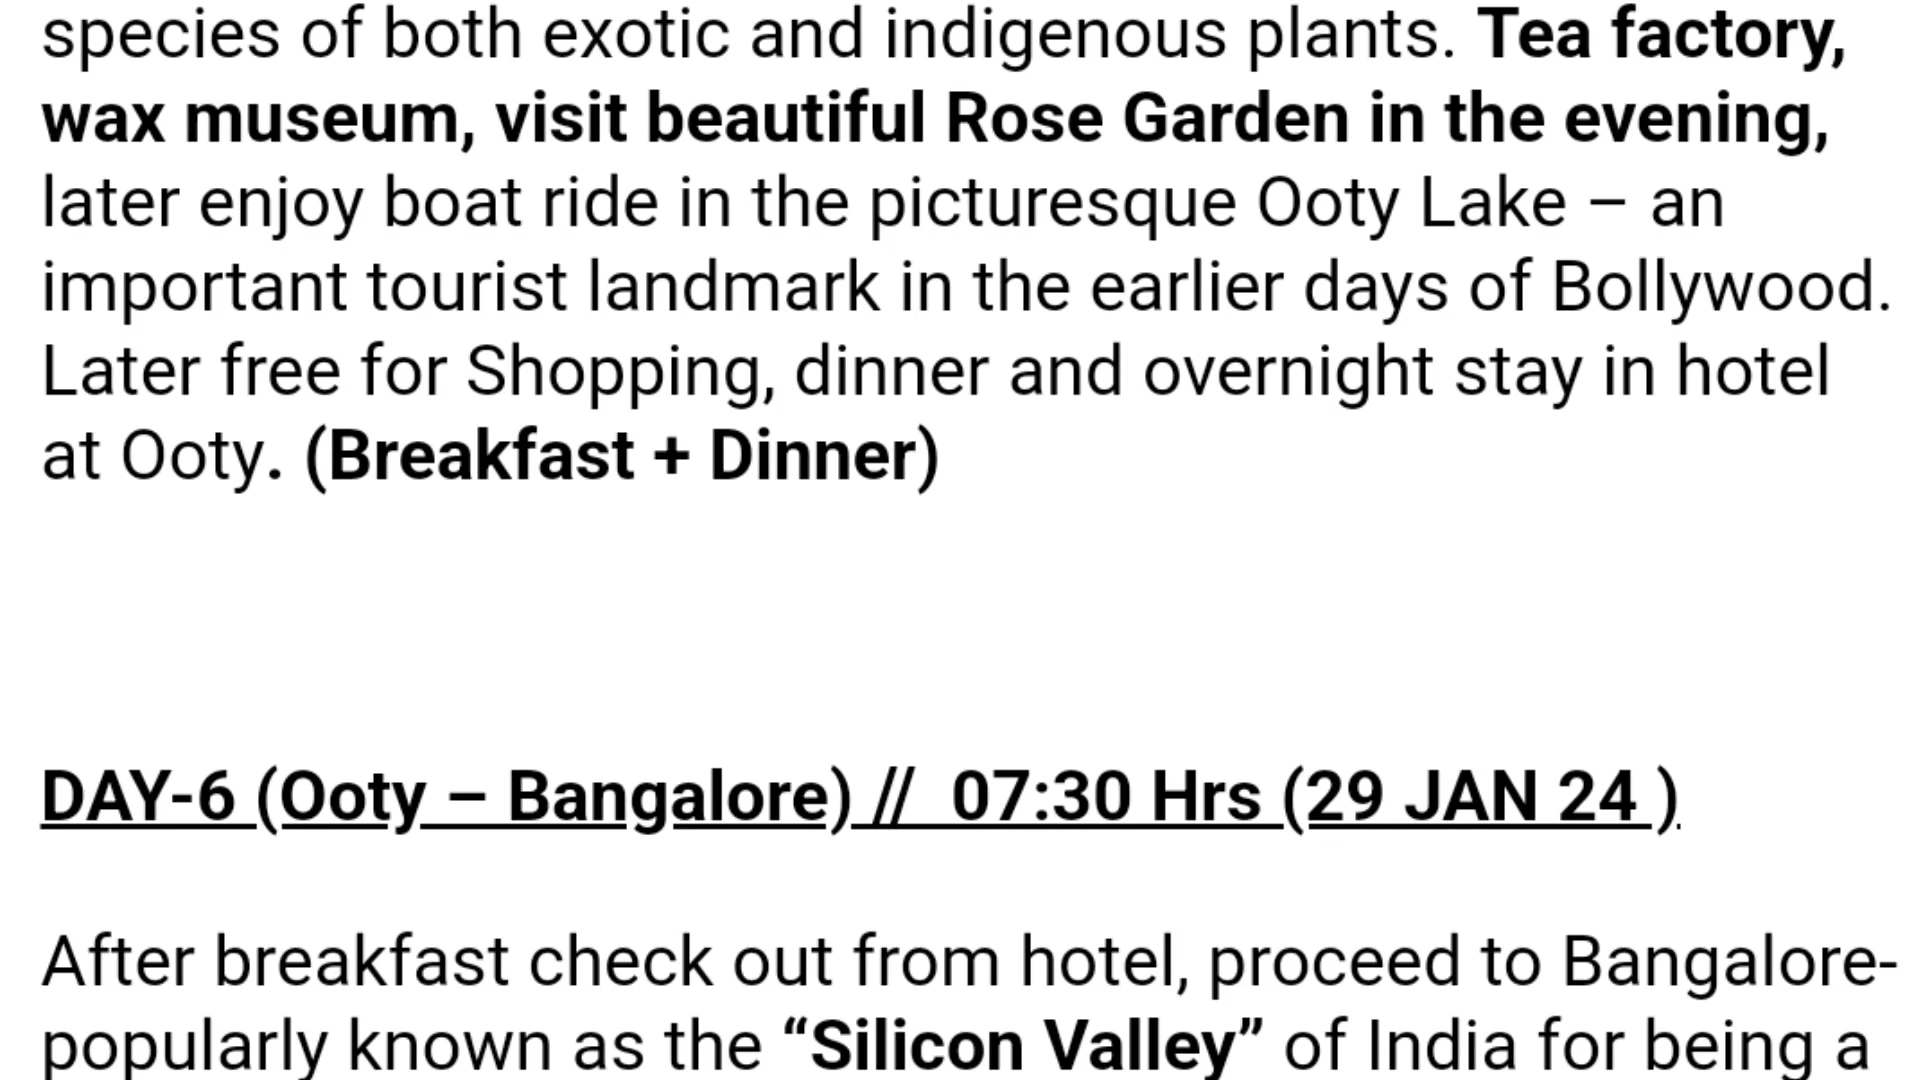 species of both exotic and indigenous plants. Tea factory,
wax museum, visit beautiful Rose Garden in the evening,
later enjoy boat ride in the picturesque Ooty Lake – an
important tourist landmark in the earlier days of Bollywood.
Later free for Shopping, dinner and overnight stay in hotel
at Ooty. (Breakfast + Dinner)
DAY-6 (Ooty – Bangalore) //  07:30 Hrs (29 JAN 24 )
After breakfast check out from hotel, proceed to Bangalore-
popularly known as the “Silicon Valley” of India for being a